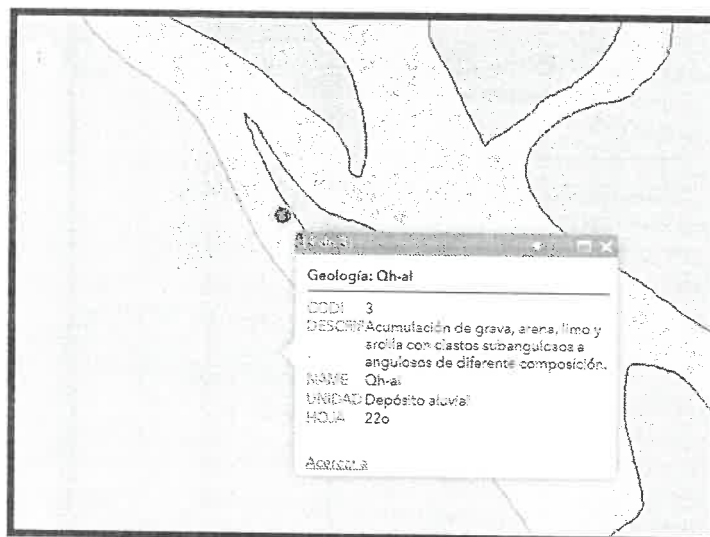 Geología: Qh-al
CODI 3
DESCRIP Acumulación de grava, arena, limo y
arcilla con clastos subangulosos a
angulosos de diferente composición.
NAME Qh-al
UNIDAD Depósito aluvial
HOJA 22o
Acercar a